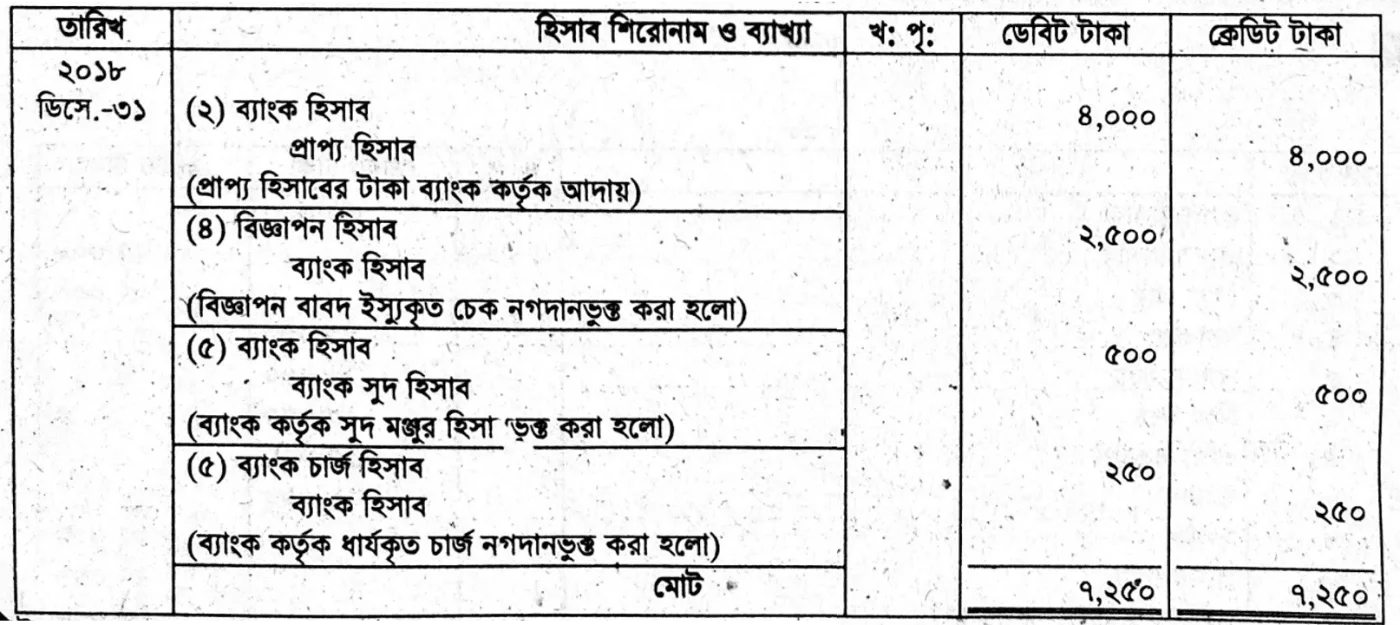 তারিখ হিসাব শিরোনাম ও ব্যাখ্যা খ: পৃ: ডেবিট টাকা ক্রেডিট টাকা
২০১৮
ডিসে.-৩১ (২) ব্যাংক হিসাব ৪,০০০
প্রাপ্য হিসাব ৪,০০০
(প্রাপ্য হিসাবের টাকা ব্যাংক কর্তৃক আদায়)
(৪) বিজ্ঞাপন হিসাব ২,৫০০
ব্যাংক হিসাব ২,৫০০
(বিজ্ঞাপন বাবদ ইস্যুকৃত চেক নগদানভুক্ত করা হলো)
(৫) ব্যাংক হিসাব ৫০০
ব্যাংক সুদ হিসাব ৫০০
(ব্যাংক কর্তৃক সুদ মঞ্জুর হিসা ভুক্ত করা হলো)
(৫) ব্যাংক চার্জ হিসাব ২৫০
ব্যাংক হিসাব ২৫০
(ব্যাংক কর্তৃক ধার্যকৃত চার্জ নগদানভুক্ত করা হলো)
মোট ৭,২৫০ ৭,২৫০